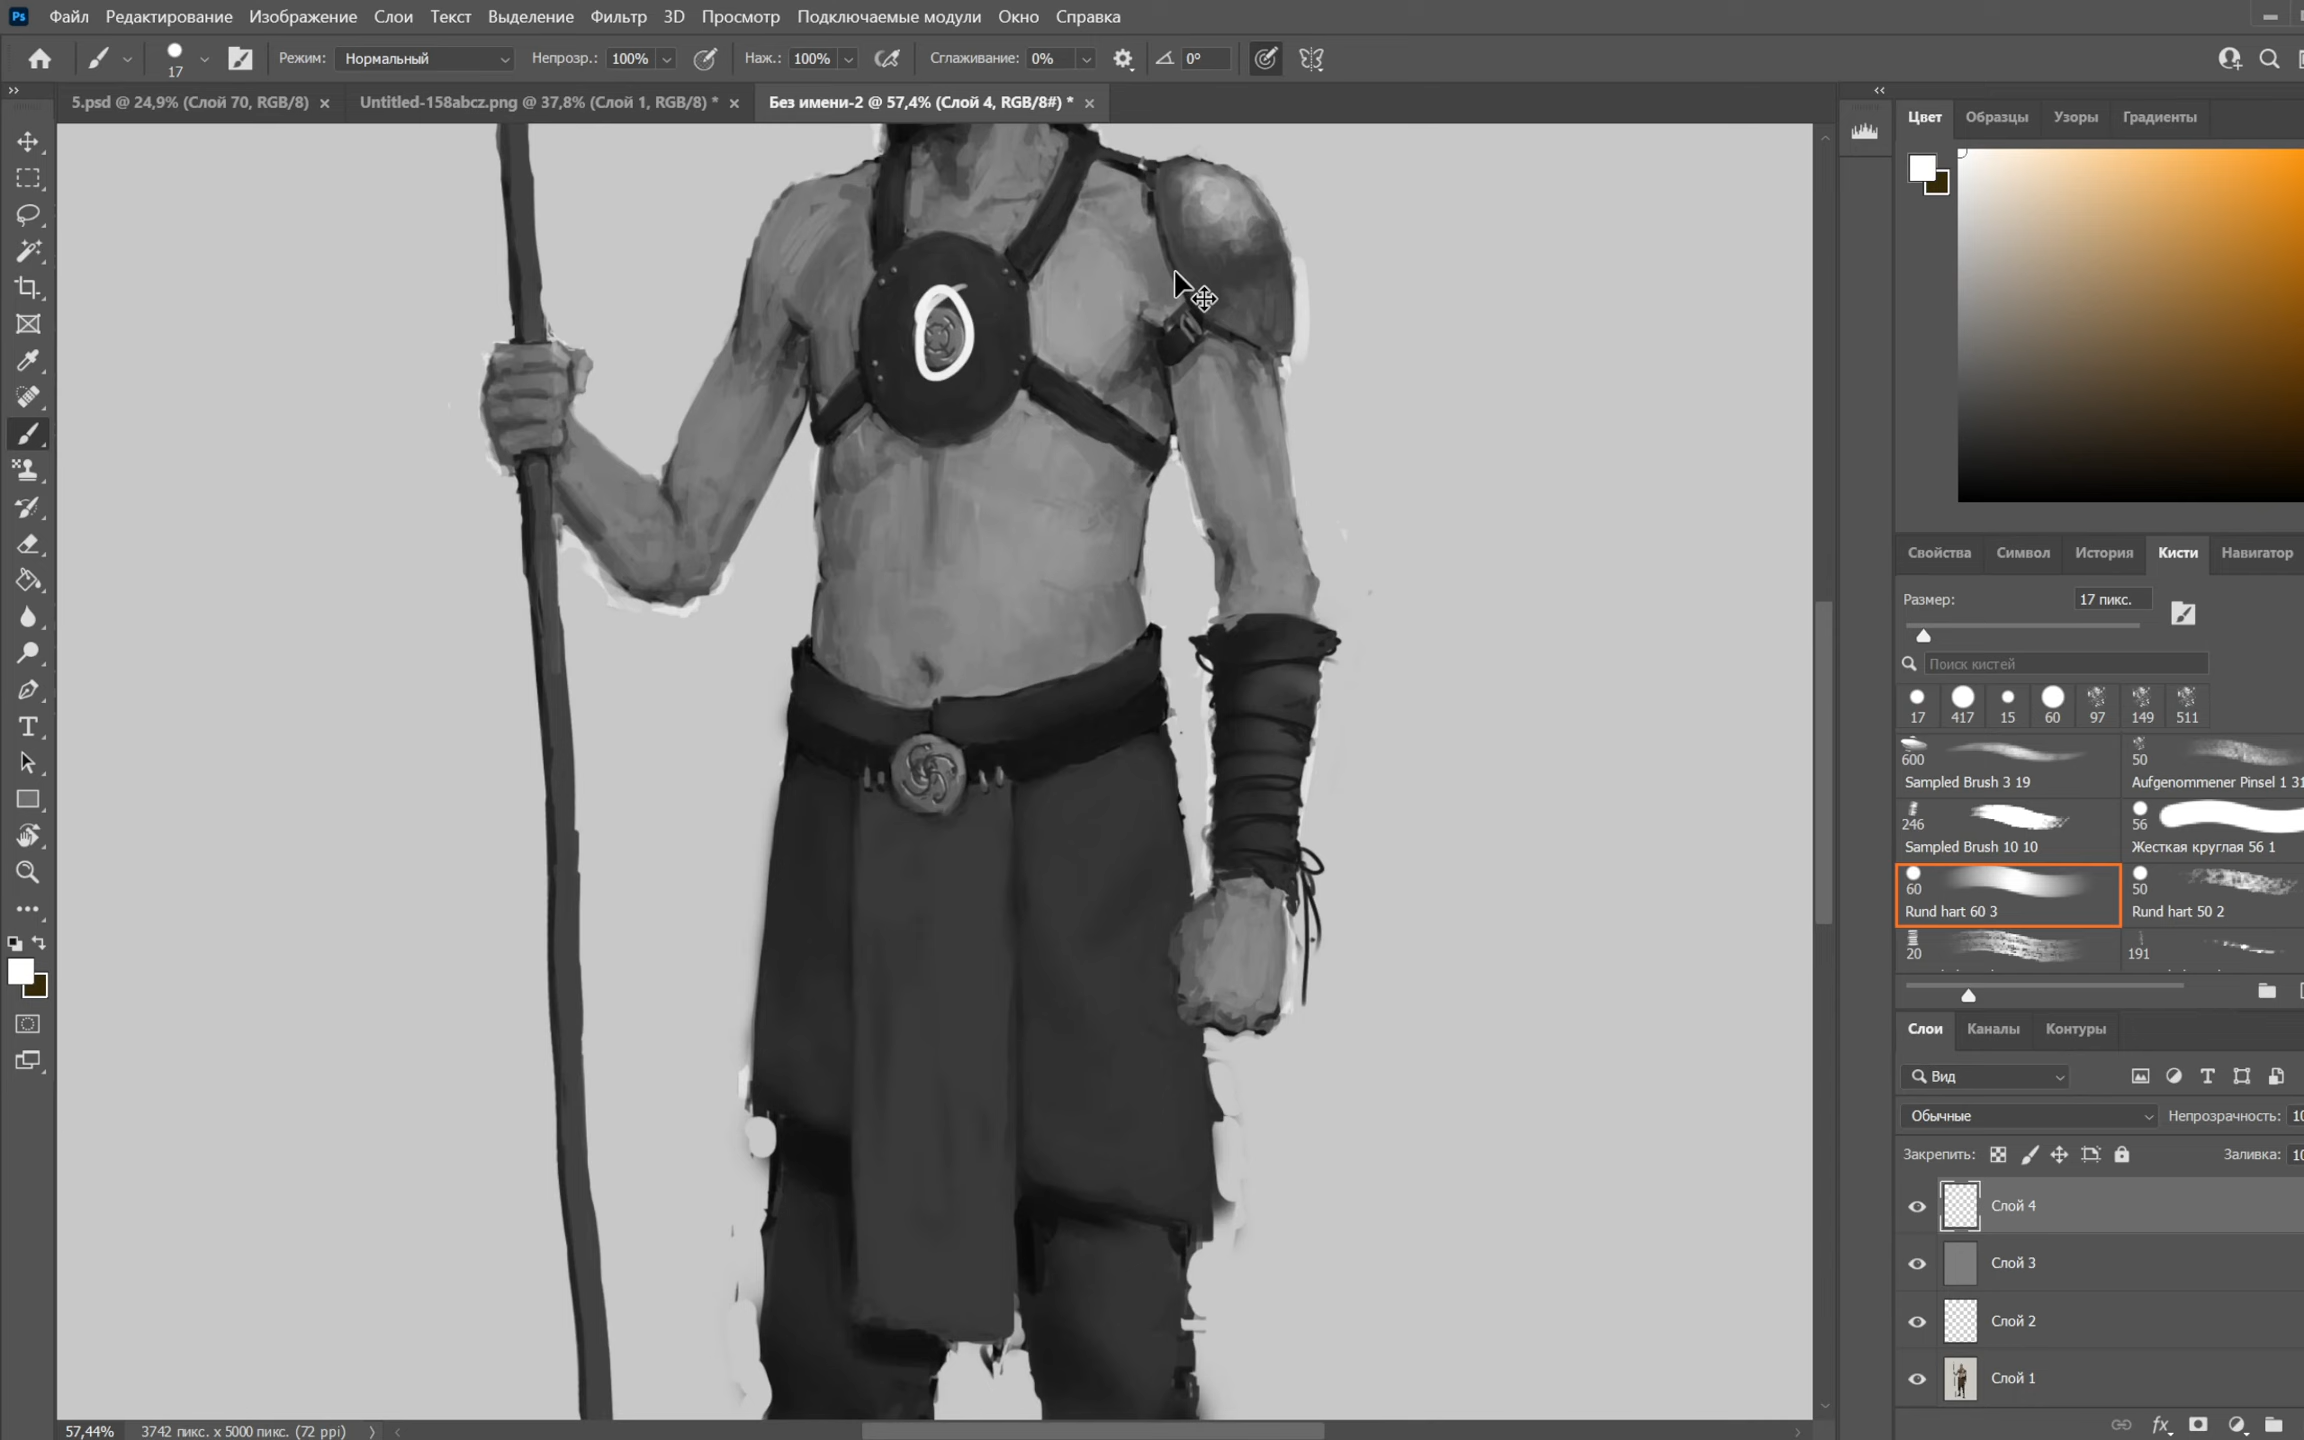 Ps Файл Редактирование Изображение Слои Текст Выделение Фильтр 3D Просмотр Подключаемые модули Окно Справка
17 Режим: Нормальный Непрозр.: 100% Наж.: 100% Сглаживание: 0% 0°
5.psd @ 24,9% (Слой 70, RGB/8) × Untitled-158abcz.png @ 37,8% (Слой 1, RGB/8) * × Без имени-2 @ 57,4% (Слой 4, RGB/8#) * ×
Цвет Образцы Узоры Градиенты
Свойства Символ История Кисти Навигатор
Размер: 17 пикс.
Поиск кистей
17 417 15 60 97 149 511
600 50
Sampled Brush 3 19 Aufgenommener Pinsel 1 31
246 56
Sampled Brush 10 10 Жесткая круглая 56 1
60 50
Rund hart 60 3 Rund hart 50 2
20 191
Слои Каналы Контуры
Вид
Обычные Непрозрачность: 10
Закрепить: Заливка: 10
Слой 4
Слой 3
Слой 2
Слой 1
fx
57,44% 3742 пикс. x 5000 пикс. (72 ppi)